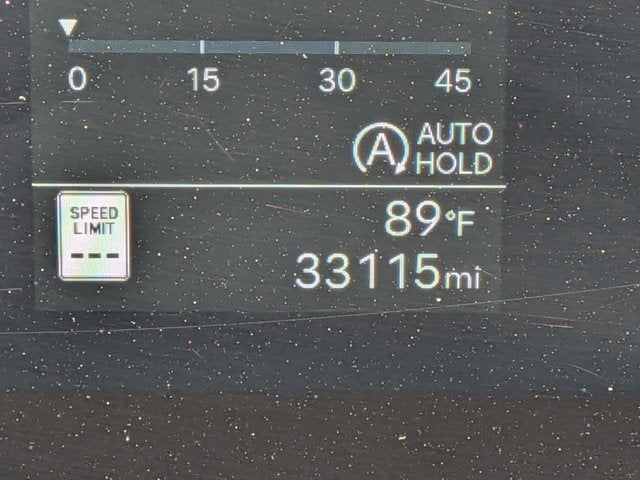 0 15 30 45
A AUTO
HOLD
SPEED
LIMIT
---
89°F
33115mi